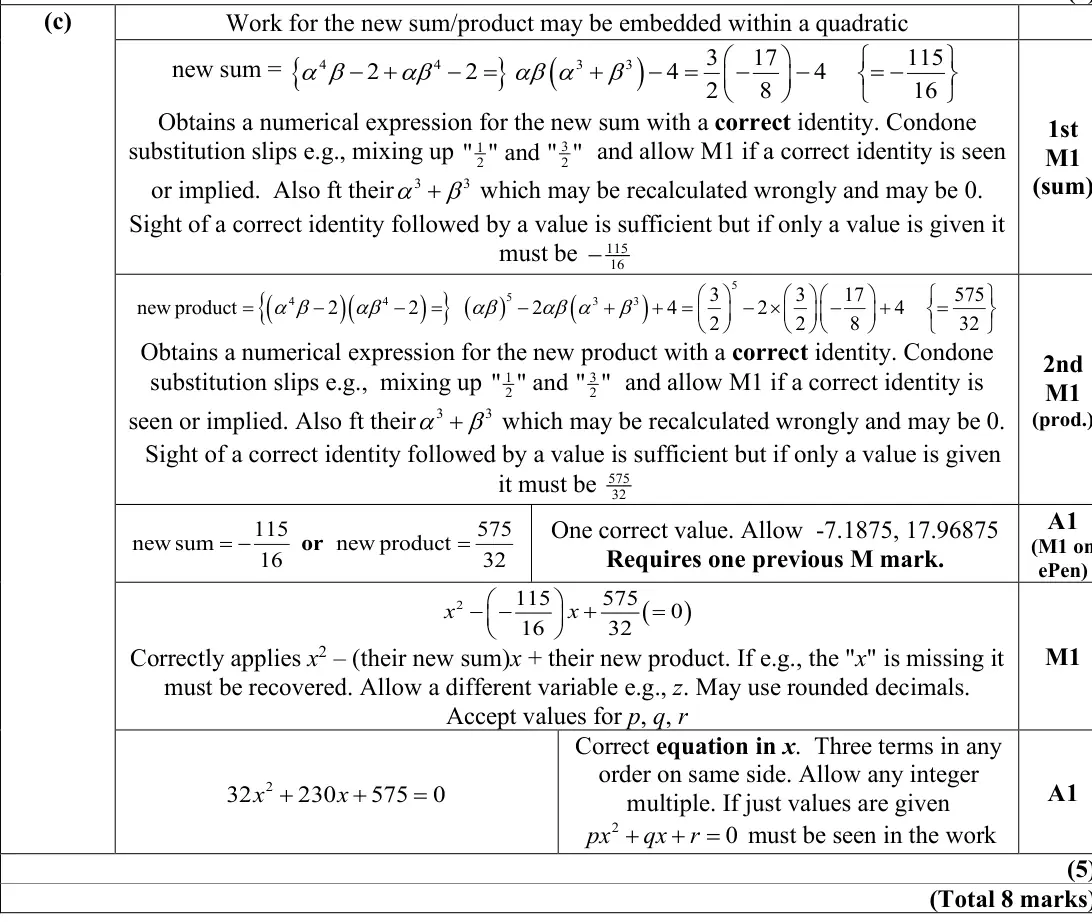 (c)
Work for the new sum/product may be embedded within a quadratic
new sum = {α⁴β − 2 + αβ⁴ − 2 =} αβ(α³ + β³) − 4 = 3/2(−17/8) − 4 {= −115/16}
Obtains a numerical expression for the new sum with a correct identity. Condone
substitution slips e.g., mixing up "1/2" and "3/2" and allow M1 if a correct identity is seen
or implied. Also ft their α³ + β³ which may be recalculated wrongly and may be 0.
Sight of a correct identity followed by a value is sufficient but if only a value is given it
must be −115/16
1st
M1
(sum)
new product = {(α⁴β − 2)(αβ⁴ − 2) =} (αβ)⁵ − 2αβ(α³ + β³) + 4 = (3/2)⁵ − 2×(3/2)(−17/8) + 4 {= 575/32}
Obtains a numerical expression for the new product with a correct identity. Condone
substitution slips e.g., mixing up "1/2" and "3/2" and allow M1 if a correct identity is
seen or implied. Also ft their α³ + β³ which may be recalculated wrongly and may be 0.
Sight of a correct identity followed by a value is sufficient but if only a value is given
it must be 575/32
2nd
M1
(prod.)
new sum = −115/16 or new product = 575/32
One correct value. Allow -7.1875, 17.96875
Requires one previous M mark.
A1
(M1 on
ePen)
x² − (−115/16)x + 575/32 (= 0)
Correctly applies x² – (their new sum)x + their new product. If e.g., the "x" is missing it
must be recovered. Allow a different variable e.g., z. May use rounded decimals.
Accept values for p, q, r
M1
32x² + 230x + 575 = 0
Correct equation in x. Three terms in any
order on same side. Allow any integer
multiple. If just values are given
px² + qx + r = 0 must be seen in the work
A1
(5)
(Total 8 marks)